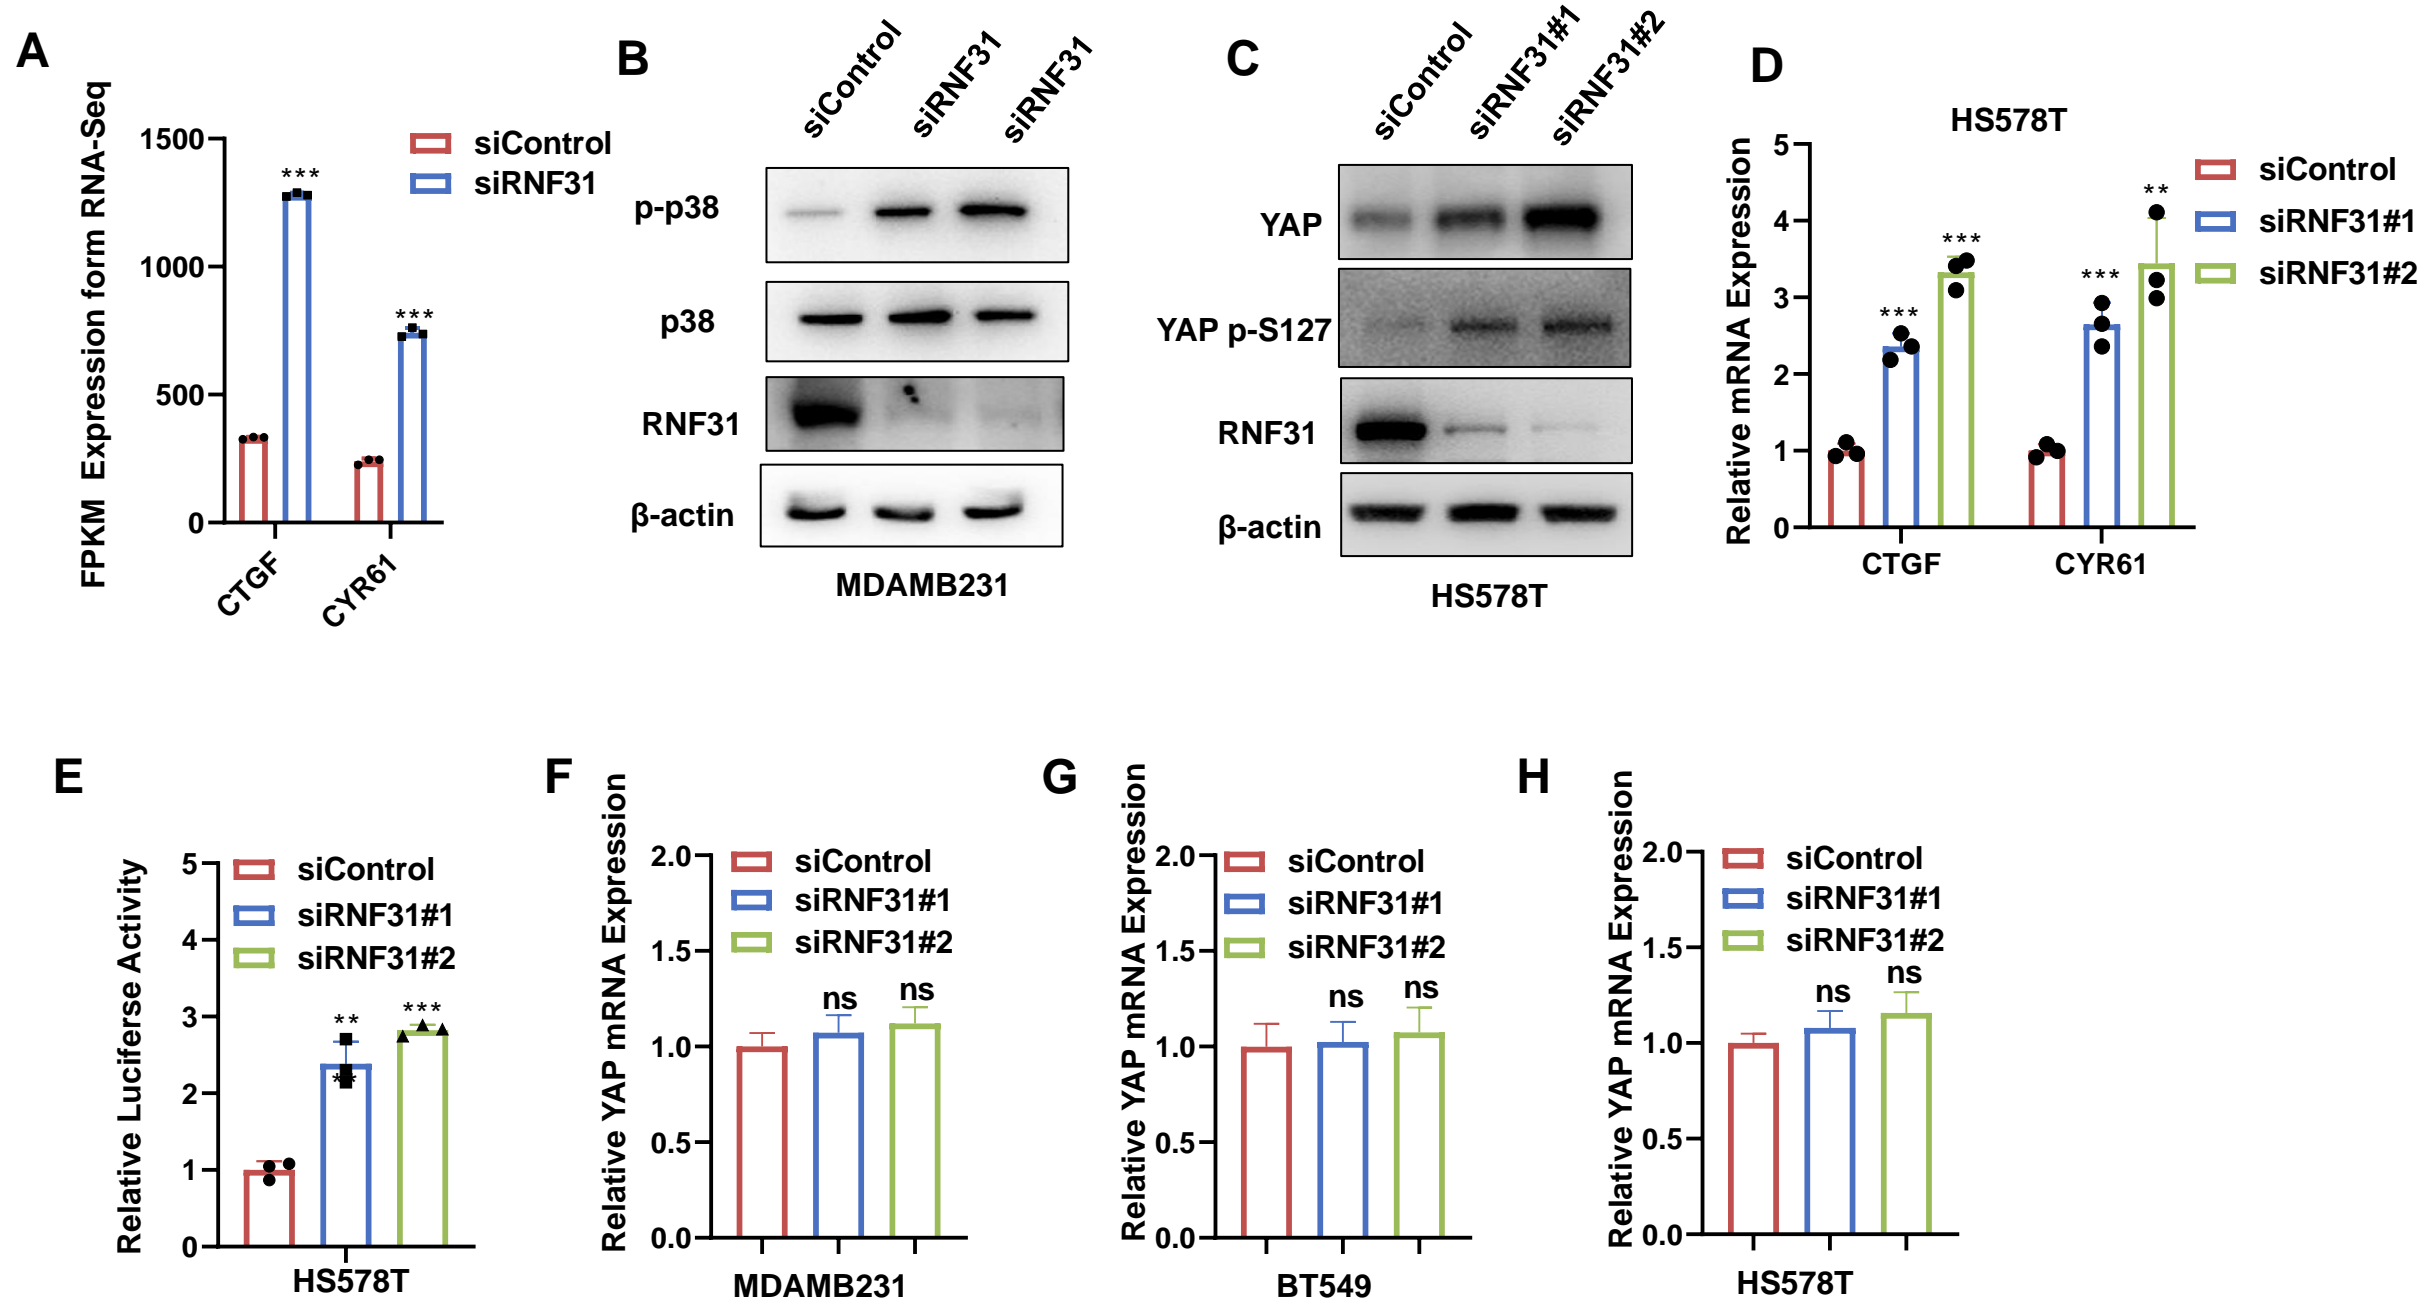 A
FPKM Expression form RNA-Seq
1500
1000
500
0
***
***
siControl
siRNF31
CTGF
CYR61
B
siControl
siRNF31
siRNF31
p-p38
p38
RNF31
β-actin
MDAMB231
C
siControl
siRNF31#1
siRNF31#2
YAP
YAP p-S127
RNF31
β-actin
HS578T
D
HS578T
Relative mRNA Expression
5
4
3
2
1
0
***
***
***
**
siControl
siRNF31#1
siRNF31#2
CTGF
CYR61
E
Relative Luciferse Activity
5
4
3
2
1
0
siControl
siRNF31#1
siRNF31#2
**
***
**
HS578T
F
Relative YAP mRNA Expression
2.0
1.5
1.0
0.5
0.0
siControl
siRNF31#1
siRNF31#2
ns
ns
MDAMB231
G
Relative YAP mRNA Expression
2.0
1.5
1.0
0.5
0.0
siControl
siRNF31#1
siRNF31#2
ns
ns
BT549
H
Relative YAP mRNA Expression
2.0
1.5
1.0
0.5
0.0
siControl
siRNF31#1
siRNF31#2
ns
ns
HS578T